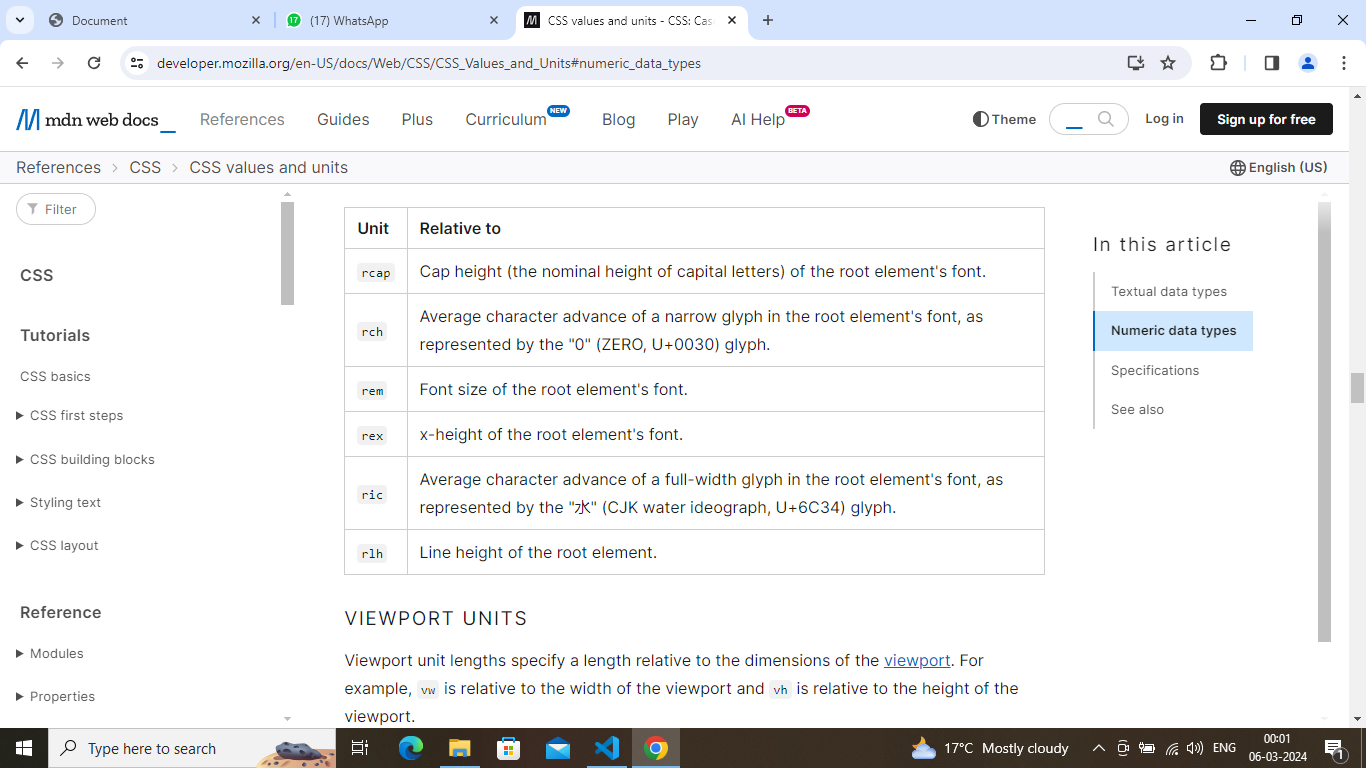 Document
(17) WhatsApp
CSS values and units - CSS: Cas
developer.mozilla.org/en-US/docs/Web/CSS/CSS_Values_and_Units#numeric_data_types
mdn web docs
References
Guides
Plus
Curriculum NEW
Blog
Play
AI Help BETA
Theme
Log in
Sign up for free
References
CSS
CSS values and units
English (US)
Filter
CSS
Tutorials
CSS basics
CSS first steps
CSS building blocks
Styling text
CSS layout
Reference
Modules
Properties
Unit Relative to
rcap Cap height (the nominal height of capital letters) of the root element's font.
rch Average character advance of a narrow glyph in the root element's font, as
represented by the "0" (ZERO, U+0030) glyph.
rem Font size of the root element's font.
rex x-height of the root element's font.
ric Average character advance of a full-width glyph in the root element's font, as
represented by the "水" (CJK water ideograph, U+6C34) glyph.
rlh Line height of the root element.
VIEWPORT UNITS
Viewport unit lengths specify a length relative to the dimensions of the viewport. For
example, vw is relative to the width of the viewport and vh is relative to the height of the
viewport.
In this article
Textual data types
Numeric data types
Specifications
See also
Type here to search
17°C Mostly cloudy
ENG
00:01
06-03-2024
1